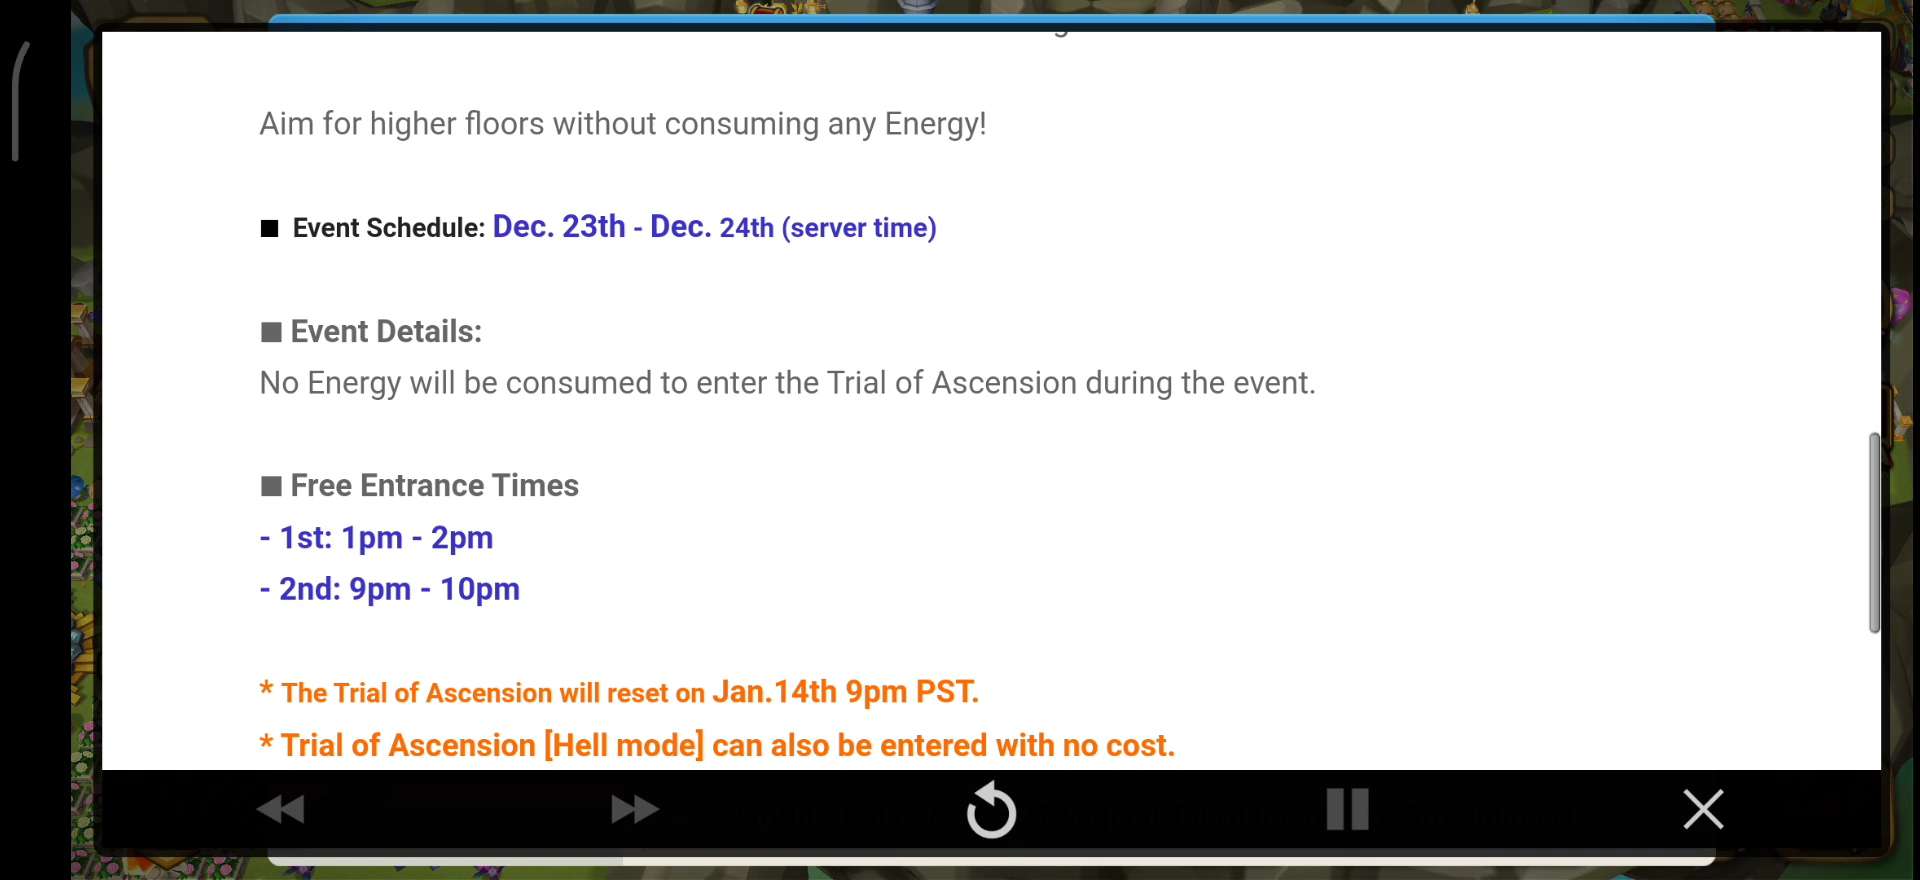 Aim for higher floors without consuming any Energy!
■ Event Schedule: Dec. 23th - Dec. 24th (server time)
■ Event Details:
No Energy will be consumed to enter the Trial of Ascension during the event.
■ Free Entrance Times
- 1st: 1pm - 2pm
- 2nd: 9pm - 10pm
* The Trial of Ascension will reset on Jan.14th 9pm PST.
* Trial of Ascension [Hell mode] can also be entered with no cost.